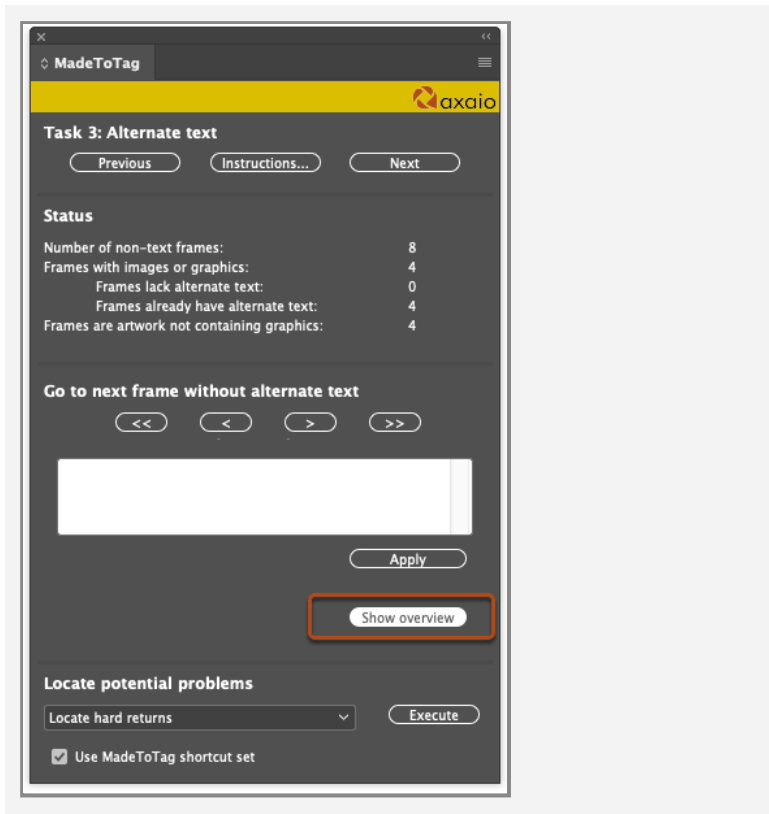 MadeToTag
axaio
Task 3: Alternate text
Previous Instructions... Next
Status
Number of non-text frames: 8
Frames with images or graphics: 4
Frames lack alternate text: 0
Frames already have alternate text: 4
Frames are artwork not containing graphics: 4
Go to next frame without alternate text
<< < > >>
Apply
Show overview
Locate potential problems
Locate hard returns Execute
Use MadeToTag shortcut set